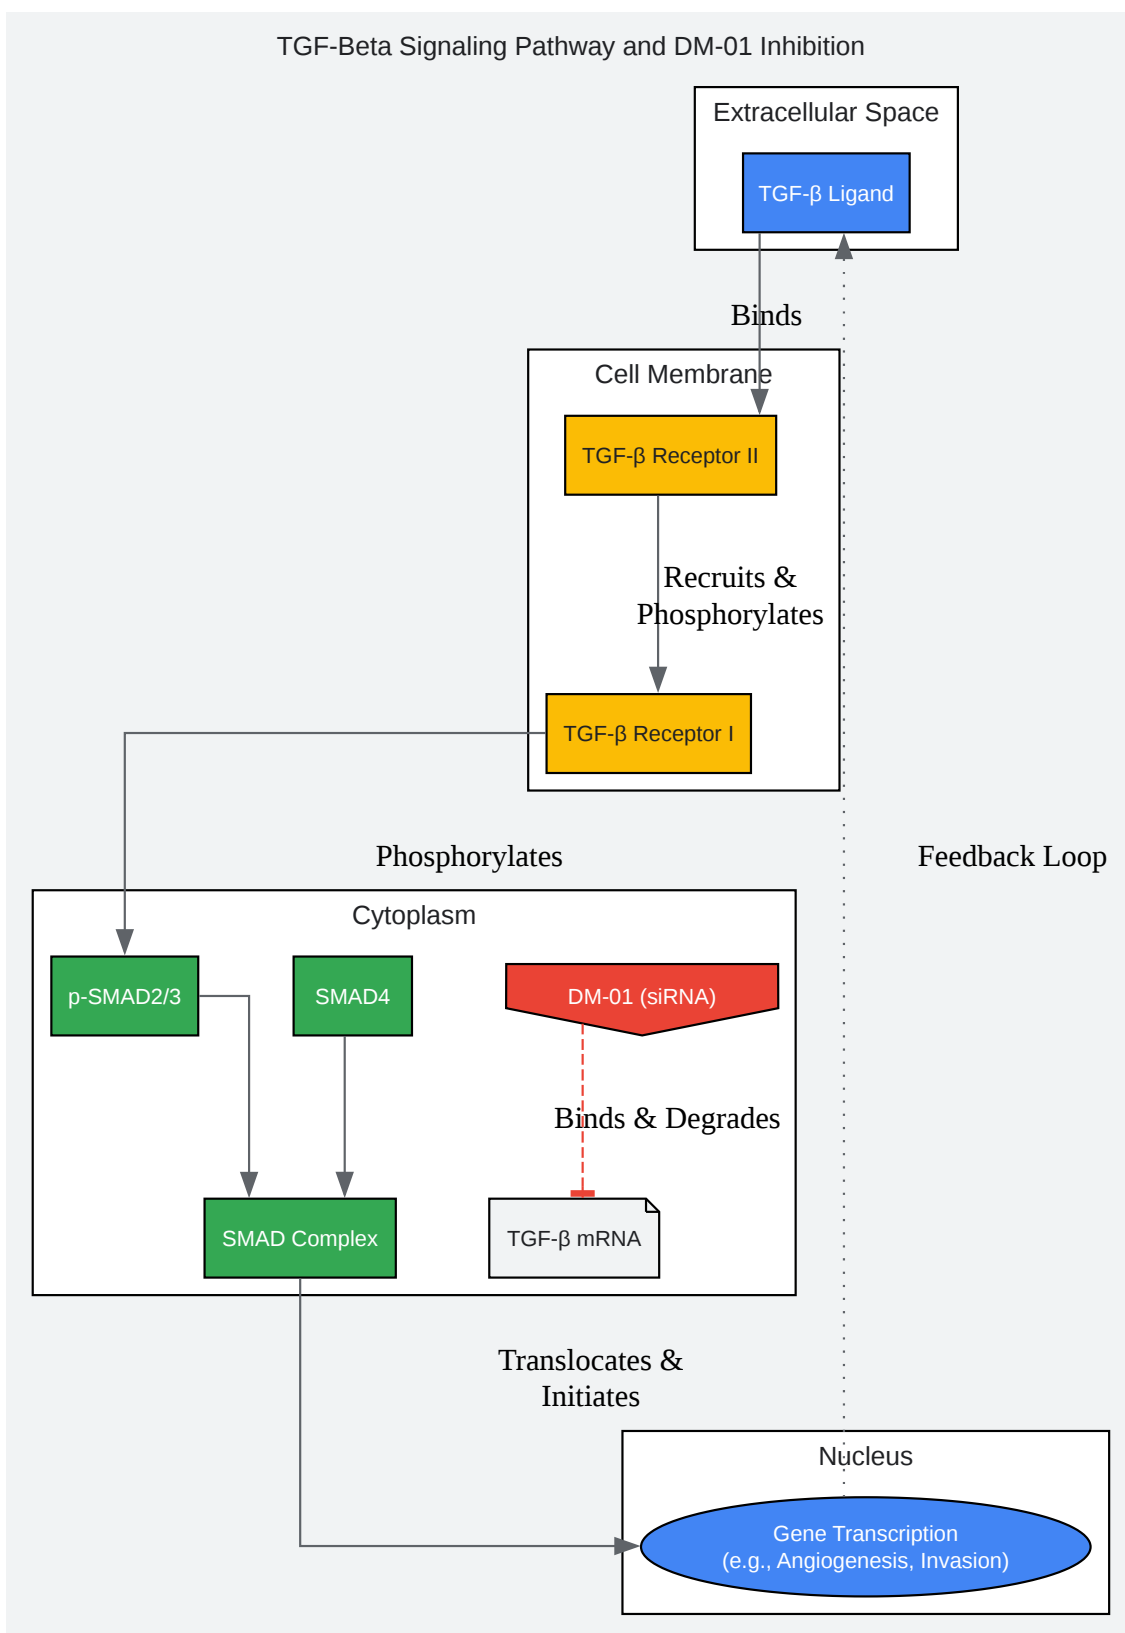 TGF-Beta Signaling Pathway and DM-01 Inhibition
Extracellular Space
TGF-β Ligand
Binds
Cell Membrane
TGF-β Receptor II
Recruits &
Phosphorylates
TGF-β Receptor I
Phosphorylates
Feedback Loop
Cytoplasm
p-SMAD2/3
SMAD4
DM-01 (siRNA)
Binds & Degrades
SMAD Complex
TGF-β mRNA
Translocates &
Initiates
Nucleus
Gene Transcription
(e.g., Angiogenesis, Invasion)